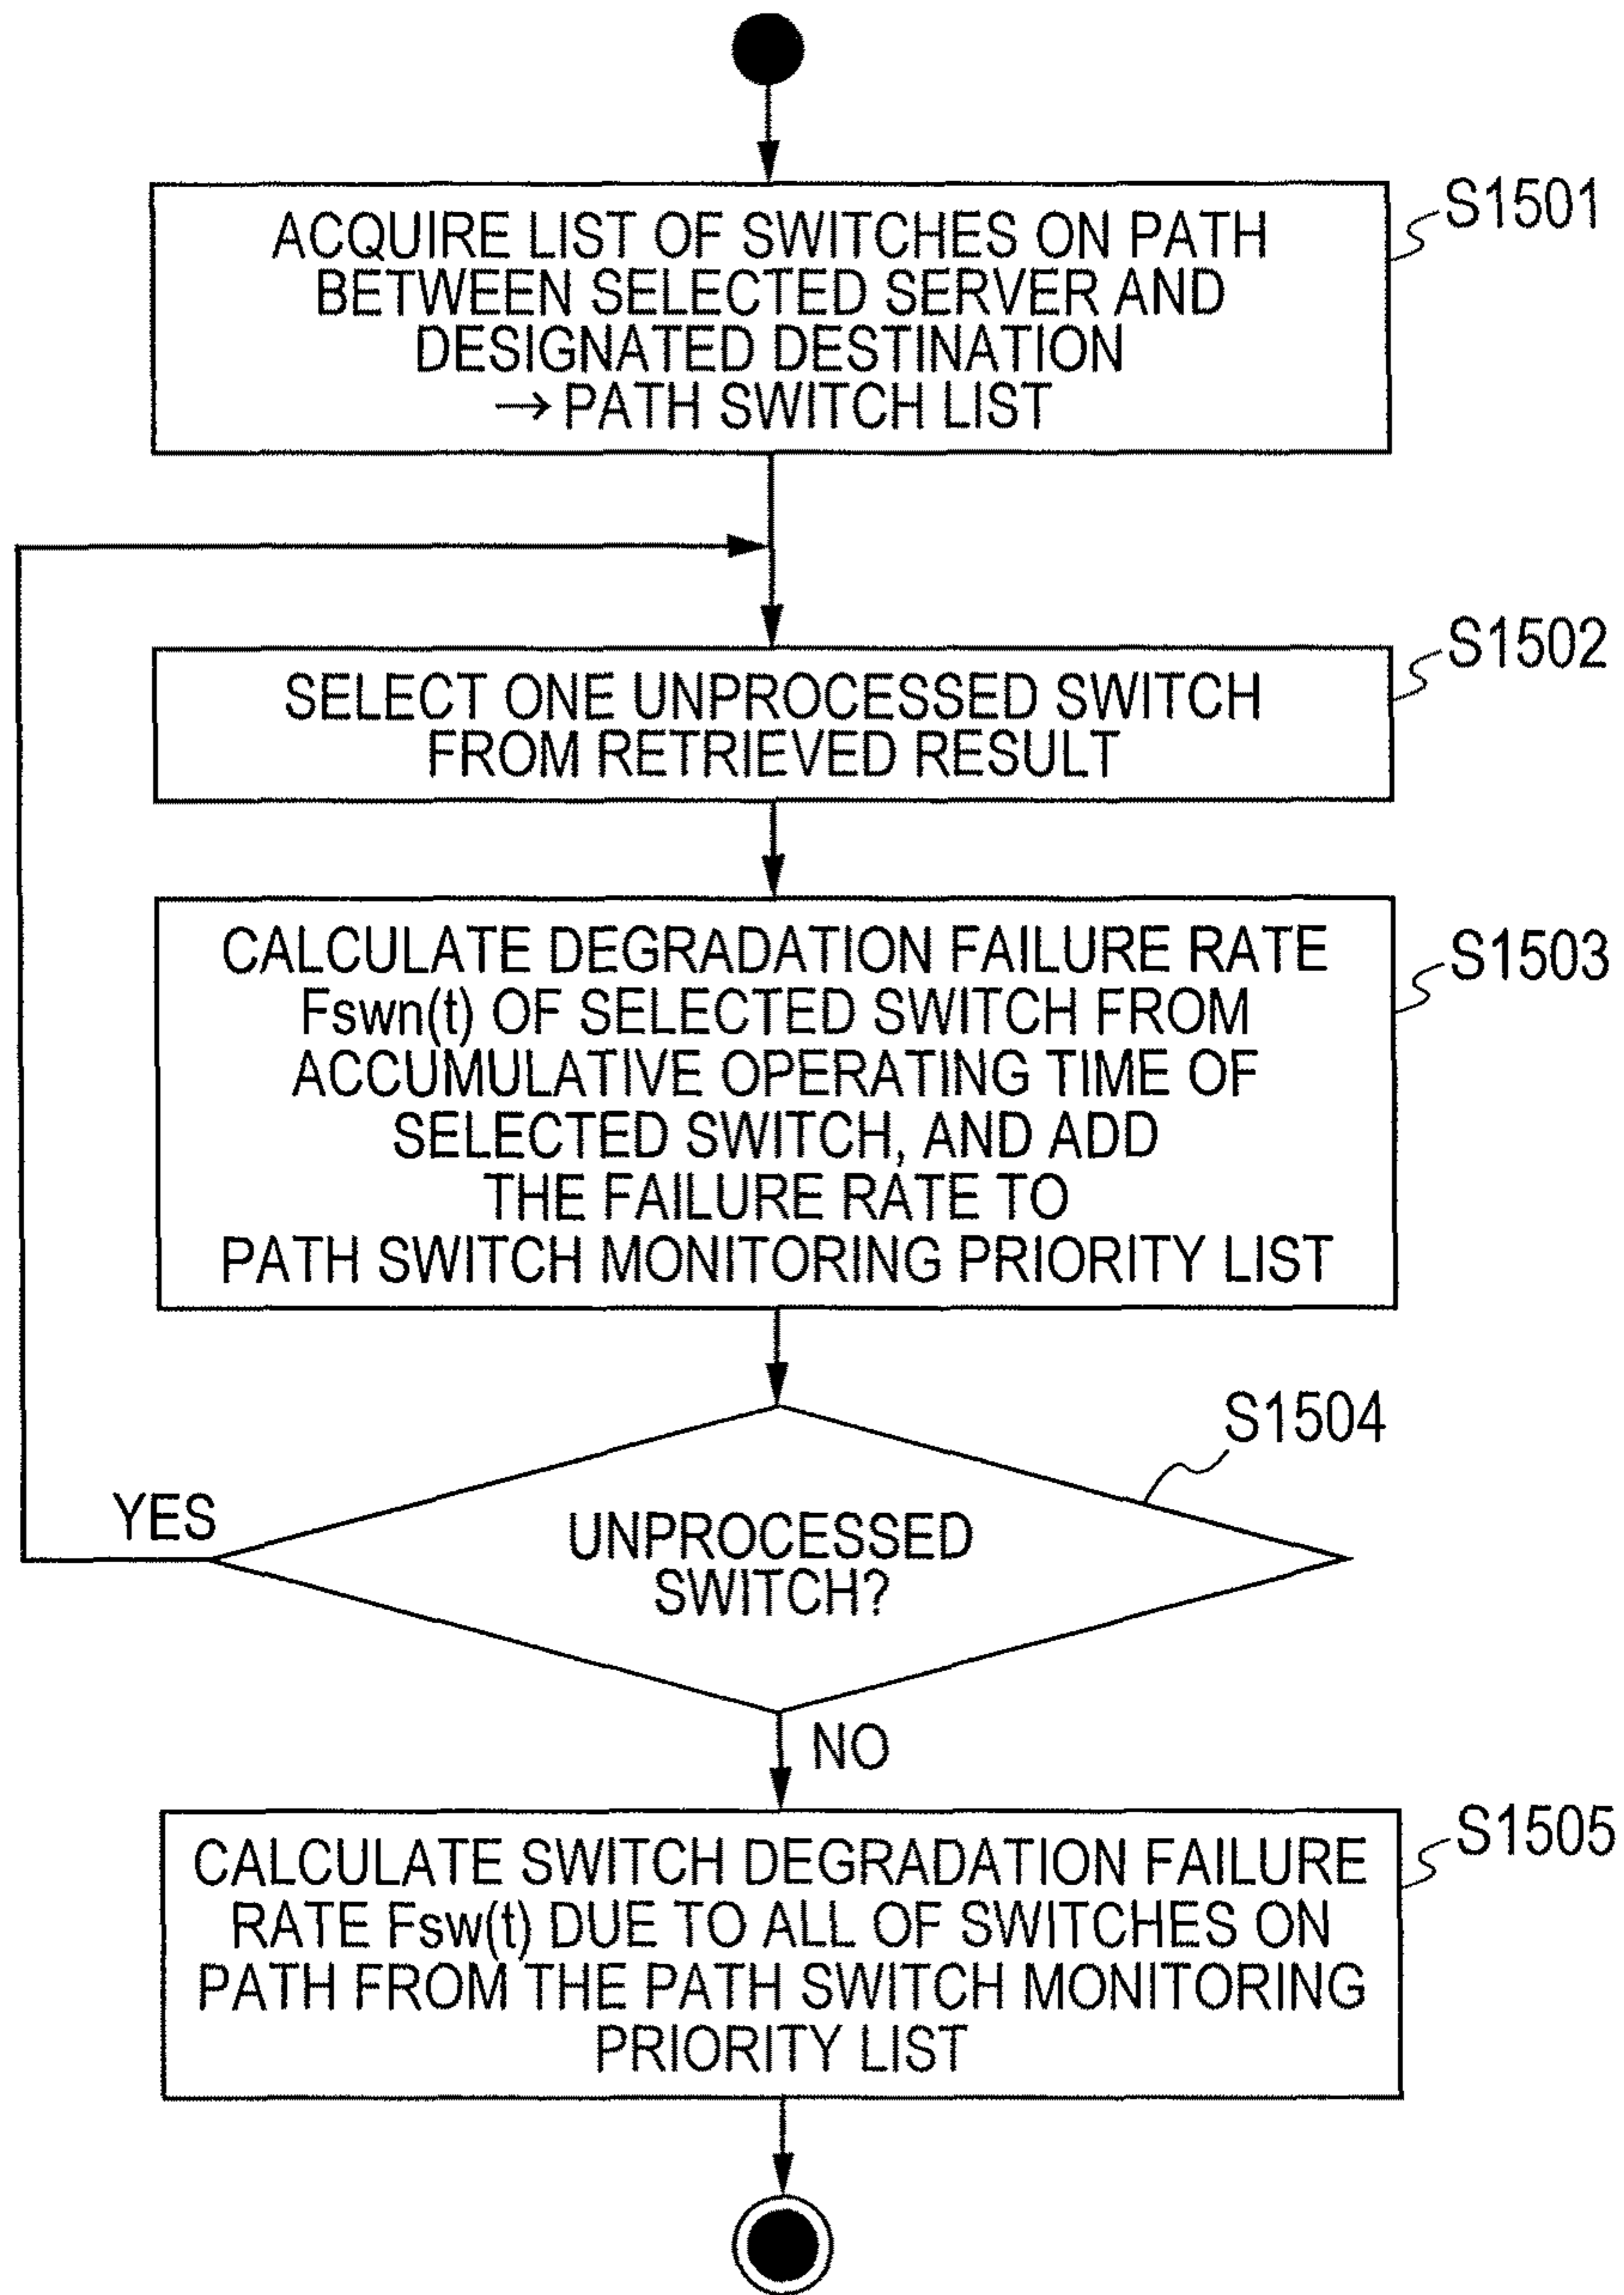 ACQUIRE LIST OF SWITCHES ON PATH
BETWEEN SELECTED SERVER AND
DESIGNATED DESTINATION
→ PATH SWITCH LIST
S1501
SELECT ONE UNPROCESSED SWITCH
FROM RETRIEVED RESULT
S1502
CALCULATE DEGRADATION FAILURE RATE
Fswn(t) OF SELECTED SWITCH FROM
ACCUMULATIVE OPERATING TIME OF
SELECTED SWITCH, AND ADD
THE FAILURE RATE TO
PATH SWITCH MONITORING PRIORITY LIST
S1503
S1504
YES
UNPROCESSED
SWITCH?
NO
CALCULATE SWITCH DEGRADATION FAILURE
RATE Fsw(t) DUE TO ALL OF SWITCHES ON
PATH FROM THE PATH SWITCH MONITORING
PRIORITY LIST
S1505